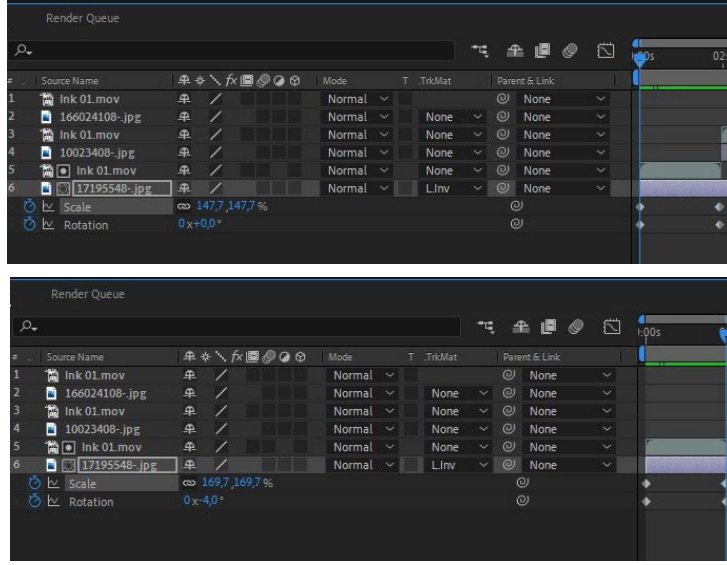 Render Queue
:00s 02
# . Source Name Mode T .TrkMat Parent & Link
1 Ink 01.mov Normal None
2 166024108-.jpg Normal None None
3 Ink 01.mov Normal None None
4 10023408-.jpg Normal None None
5 Ink 01.mov Normal None None
6 17195548-.jpg Normal L.Inv None
Scale 147,7 ,147,7 %
Rotation 0 x+0,0 °
Render Queue
):00s
# . Source Name Mode T .TrkMat Parent & Link
1 Ink 01.mov Normal None
2 166024108-.jpg Normal None None
3 Ink 01.mov Normal None None
4 10023408-.jpg Normal None None
5 Ink 01.mov Normal None None
6 17195548-.jpg Normal L.Inv None
Scale 169,7 ,169,7 %
Rotation 0 x-4,0 °